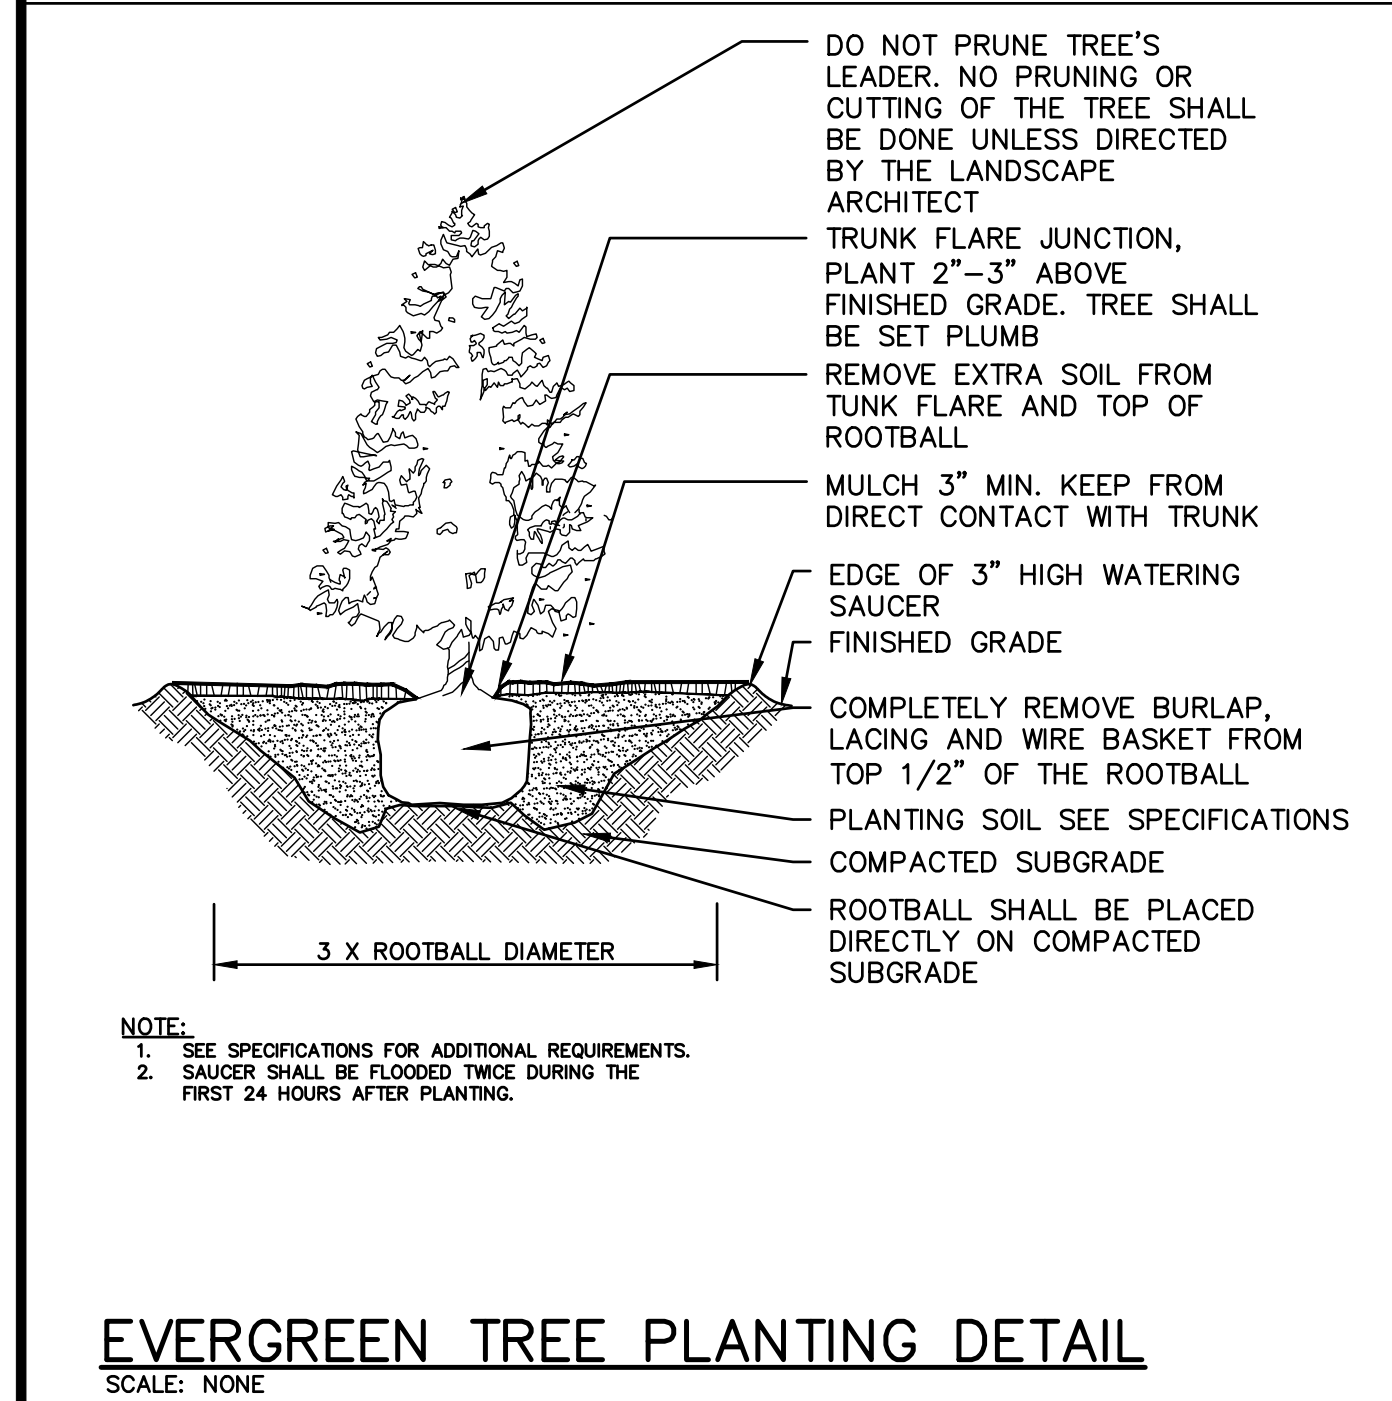 DO NOT PRUNE TREE'S
LEADER. NO PRUNING OR
CUTTING OF THE TREE SHALL
BE DONE UNLESS DIRECTED
BY THE LANDSCAPE
ARCHITECT
TRUNK FLARE JUNCTION,
PLANT 2"-3" ABOVE
FINISHED GRADE. TREE SHALL
BE SET PLUMB
REMOVE EXTRA SOIL FROM
TUNK FLARE AND TOP OF
ROOTBALL
MULCH 3" MIN. KEEP FROM
DIRECT CONTACT WITH TRUNK
EDGE OF 3" HIGH WATERING
SAUCER
FINISHED GRADE
COMPLETELY REMOVE BURLAP,
LACING AND WIRE BASKET FROM
TOP 1/2" OF THE ROOTBALL
PLANTING SOIL SEE SPECIFICATIONS
COMPACTED SUBGRADE
ROOTBALL SHALL BE PLACED
DIRECTLY ON COMPACTED
SUBGRADE
3 X ROOTBALL DIAMETER
NOTE:
1. SEE SPECIFICATIONS FOR ADDITIONAL REQUIREMENTS.
2. SAUCER SHALL BE FLOODED TWICE DURING THE
FIRST 24 HOURS AFTER PLANTING.
EVERGREEN TREE PLANTING DETAIL
SCALE: NONE